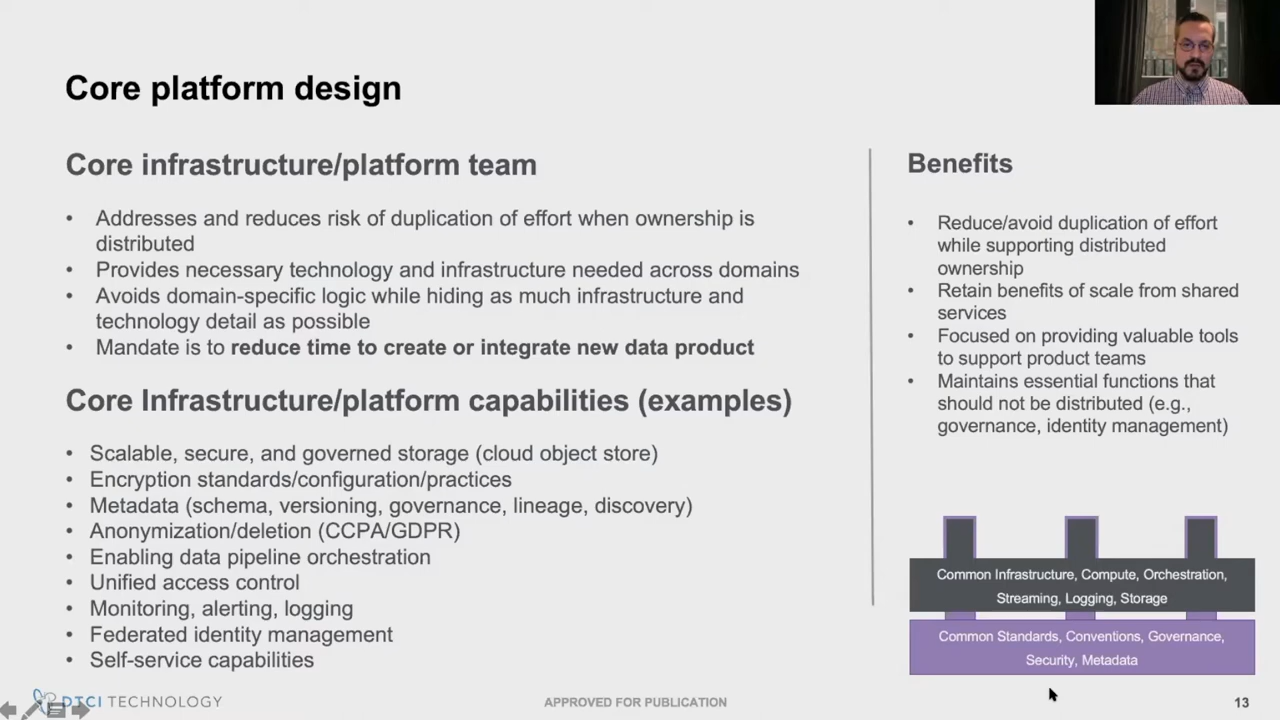 Core platform design
Core infrastructure/platform team
• Addresses and reduces risk of duplication of effort when ownership is
distributed
• Provides necessary technology and infrastructure needed across domains
• Avoids domain-specific logic while hiding as much infrastructure and
technology detail as possible
• Mandate is to reduce time to create or integrate new data product
Core Infrastructure/platform capabilities (examples)
• Scalable, secure, and governed storage (cloud object store)
• Encryption standards/configuration/practices
• Metadata (schema, versioning, governance, lineage, discovery)
• Anonymization/deletion (CCPA/GDPR)
• Enabling data pipeline orchestration
• Unified access control
• Monitoring, alerting, logging
• Federated identity management
• Self-service capabilities
Benefits
• Reduce/avoid duplication of effort
while supporting distributed
ownership
• Retain benefits of scale from shared
services
• Focused on providing valuable tools
to support product teams
• Maintains essential functions that
should not be distributed (e.g.,
governance, identity management)
Common Infrastructure, Compute, Orchestration,
Streaming, Logging, Storage
Common Standards, Conventions, Governance,
Security, Metadata
DTCI TECHNOLOGY
APPROVED FOR PUBLICATION
13